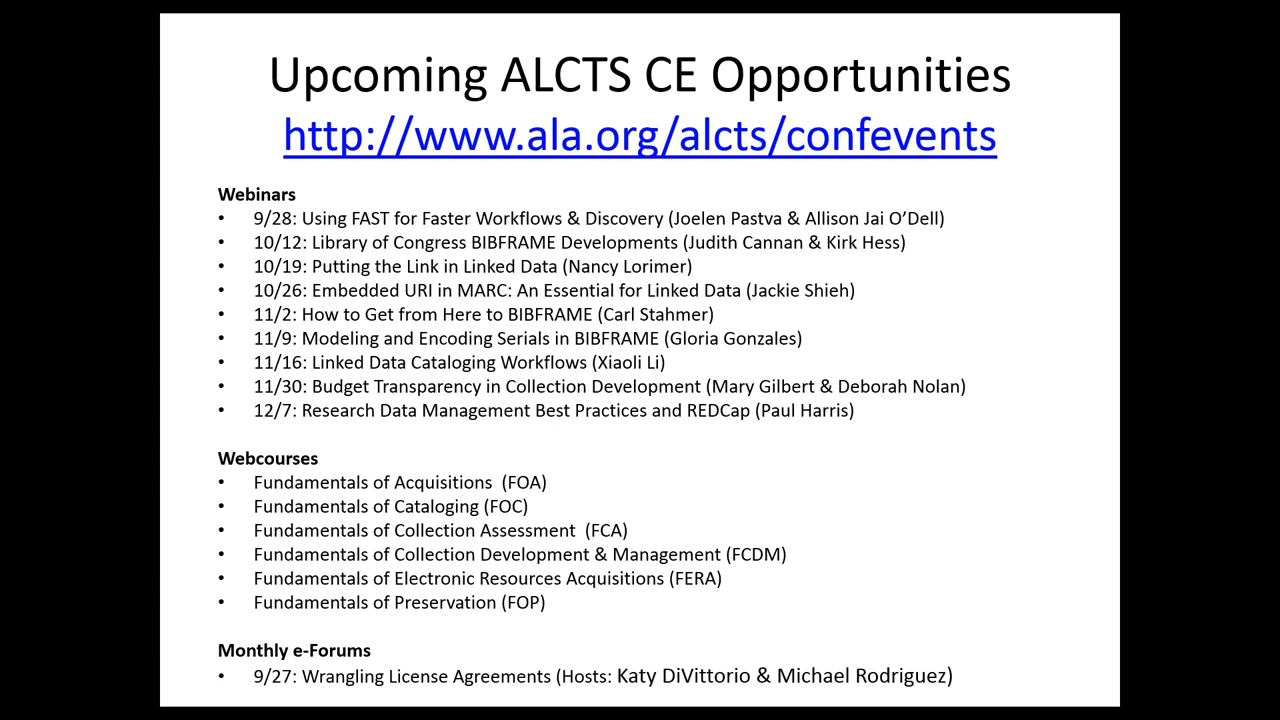 Upcoming ALCTS CE Opportunities
http://www.ala.org/alcts/confevents
Webinars
• 9/28: Using FAST for Faster Workflows & Discovery (Joelen Pastva & Allison Jai O’Dell)
• 10/12: Library of Congress BIBFRAME Developments (Judith Cannan & Kirk Hess)
• 10/19: Putting the Link in Linked Data (Nancy Lorimer)
• 10/26: Embedded URI in MARC: An Essential for Linked Data (Jackie Shieh)
• 11/2: How to Get from Here to BIBFRAME (Carl Stahmer)
• 11/9: Modeling and Encoding Serials in BIBFRAME (Gloria Gonzales)
• 11/16: Linked Data Cataloging Workflows (Xiaoli Li)
• 11/30: Budget Transparency in Collection Development (Mary Gilbert & Deborah Nolan)
• 12/7: Research Data Management Best Practices and REDCap (Paul Harris)
Webcourses
• Fundamentals of Acquisitions (FOA)
• Fundamentals of Cataloging (FOC)
• Fundamentals of Collection Assessment (FCA)
• Fundamentals of Collection Development & Management (FCDM)
• Fundamentals of Electronic Resources Acquisitions (FERA)
• Fundamentals of Preservation (FOP)
Monthly e-Forums
• 9/27: Wrangling License Agreements (Hosts: Katy DiVittorio & Michael Rodriguez)